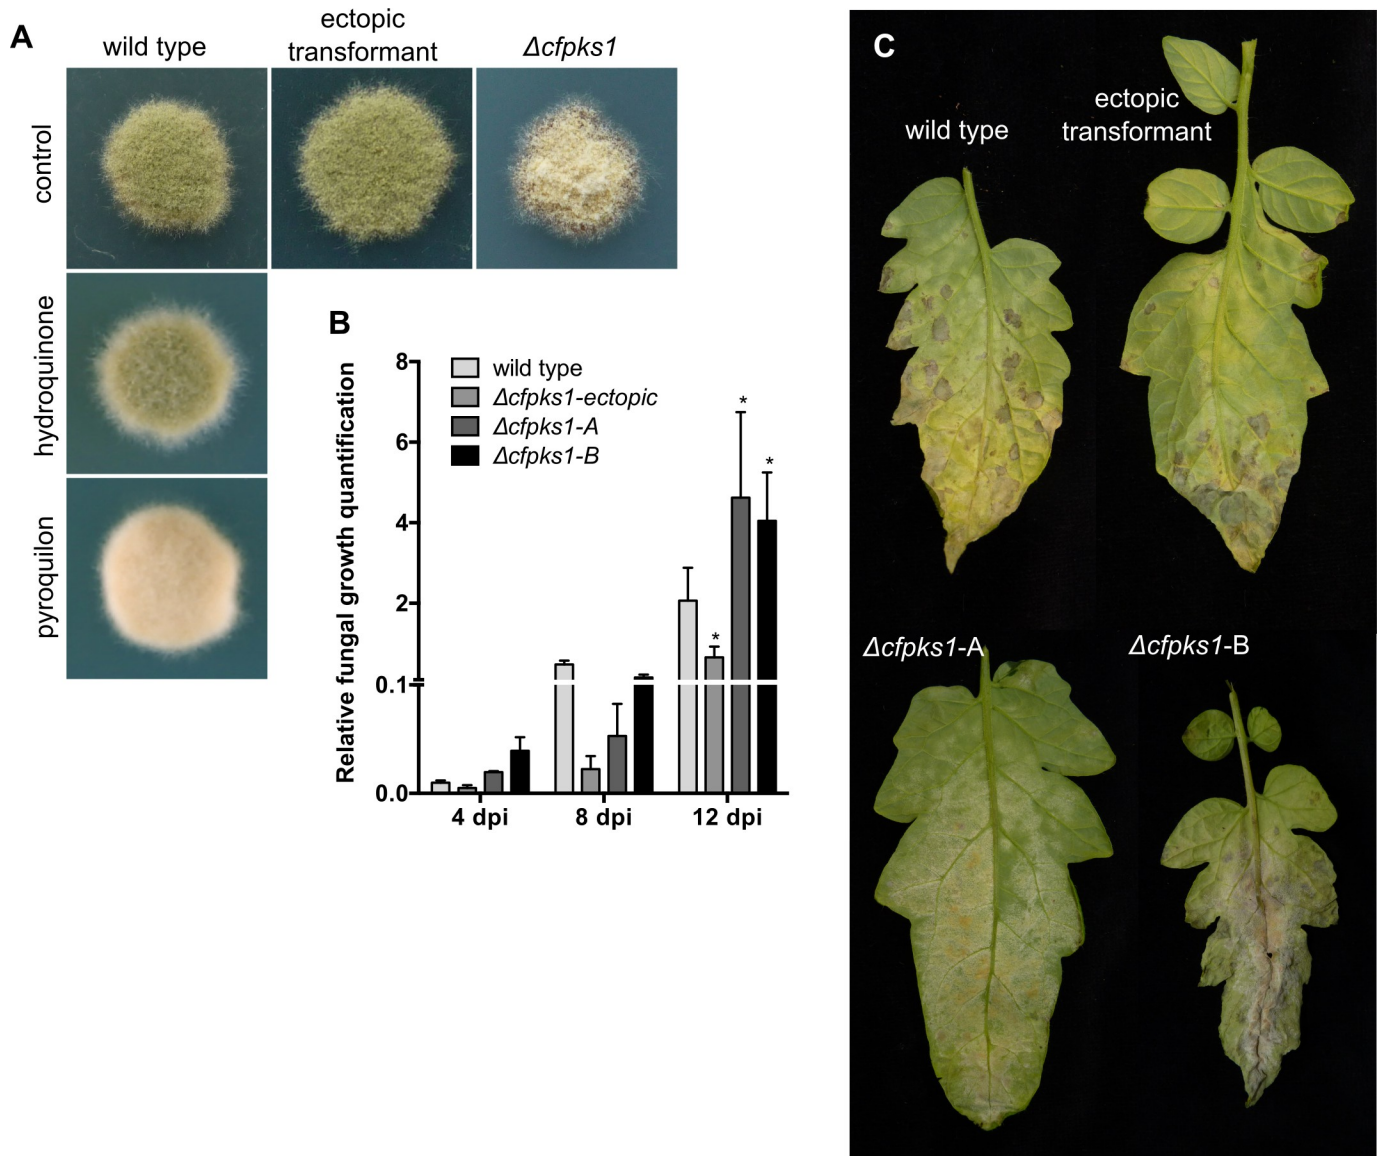 A
wild type
ectopic
transformant
Δcfpks1
control
hydroquinone
pyroquilon
B
Relative fungal growth quantification
8
6
4
2
0.1
0.0
wild type
Δcfpks1-ectopic
Δcfpks1-A
Δcfpks1-B
*
*
*
4 dpi
8 dpi
12 dpi
C
wild type
ectopic
transformant
Δcfpks1-A
Δcfpks1-B